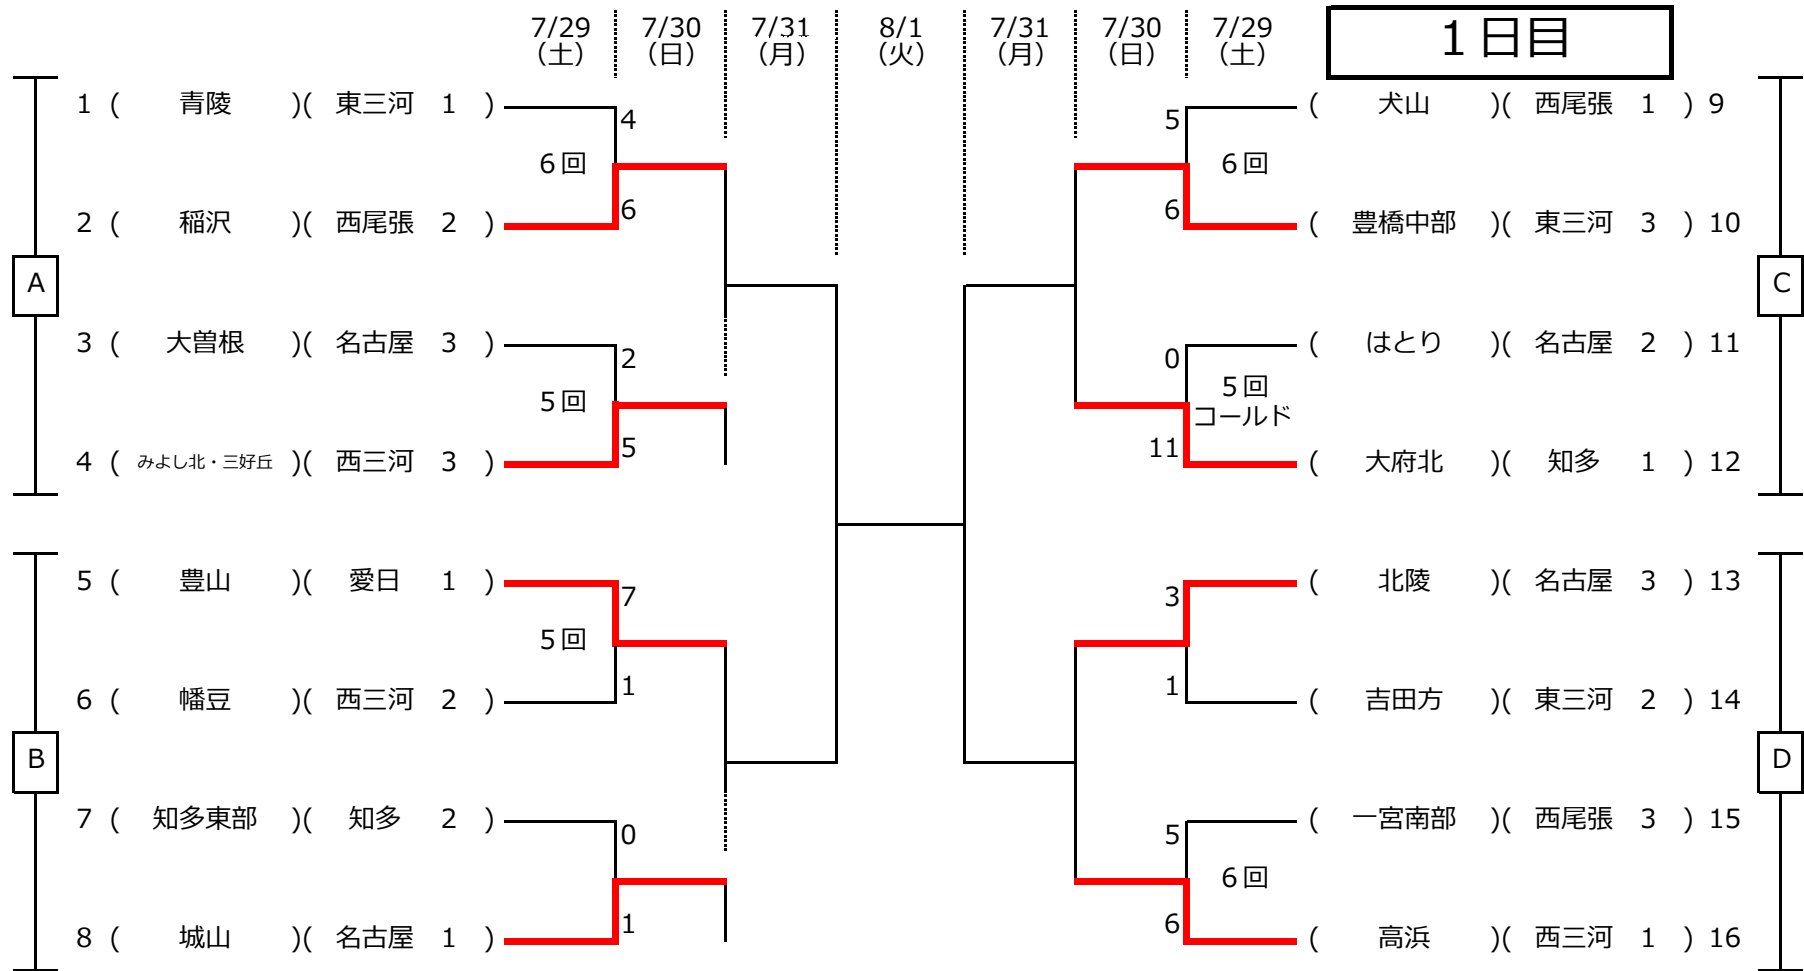 7/29 7/30 7/31 8/1 7/31 7/30 7/29
（土） （日） （月） （火） （月） （日） （土）
１日目
1 ( 青陵 )( 東三河 1 ) 4 5 ( 犬山 )( 西尾張 1 ) 9
６回 ６回
2 ( 稲沢 )( 西尾張 2 ) 6 6 ( 豊橋中部 )( 東三河 3 ) 10
A C
3 ( 大曽根 )( 名古屋 3 ) 2 0 ( はとり )( 名古屋 2 ) 11
５回 ５回
コールド
4 ( みよし北・三好丘 )( 西三河 3 ) 5 11 ( 大府北 )( 知多 1 ) 12
5 ( 豊山 )( 愛日 1 ) 7 3 ( 北陵 )( 名古屋 3 ) 13
５回
6 ( 幡豆 )( 西三河 2 ) 1 1 ( 吉田方 )( 東三河 2 ) 14
B D
7 ( 知多東部 )( 知多 2 ) 0 5 ( 一宮南部 )( 西尾張 3 ) 15
６回
8 ( 城山 )( 名古屋 1 ) 1 6 ( 高浜 )( 西三河 1 ) 16